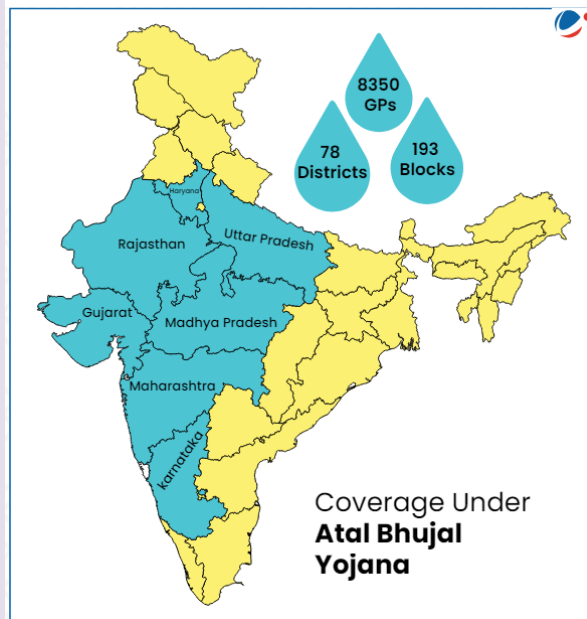 8350
GPs
78
Districts
193
Blocks
Haryana
Rajasthan
Uttar Pradesh
Gujarat
Madhya Pradesh
Maharashtra
karnataka
Coverage Under
Atal Bhujal
Yojana